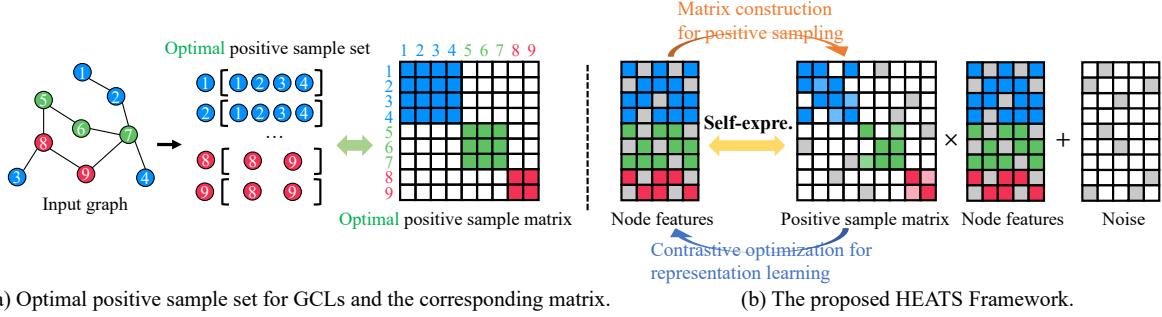 Matrix construction
for positive sampling
Optimal positive sample set
1 2 3 4 5 6 7 8 9
1
2
3
4
5
6
7
8
9
1 [ 1 2 3 4 ]
2 [ 1 2 3 4 ]
...
8 [ 8 9 ]
9 [ 8 9 ]
1
2
5
6
7
8
9
3
4
Input graph
Optimal positive sample matrix
Self-expre.
×
+
Node features
Positive sample matrix
Node features
Noise
Contrastive optimization for
representation learning
a) Optimal positive sample set for GCLs and the corresponding matrix.
(b) The proposed HEATS Framework.